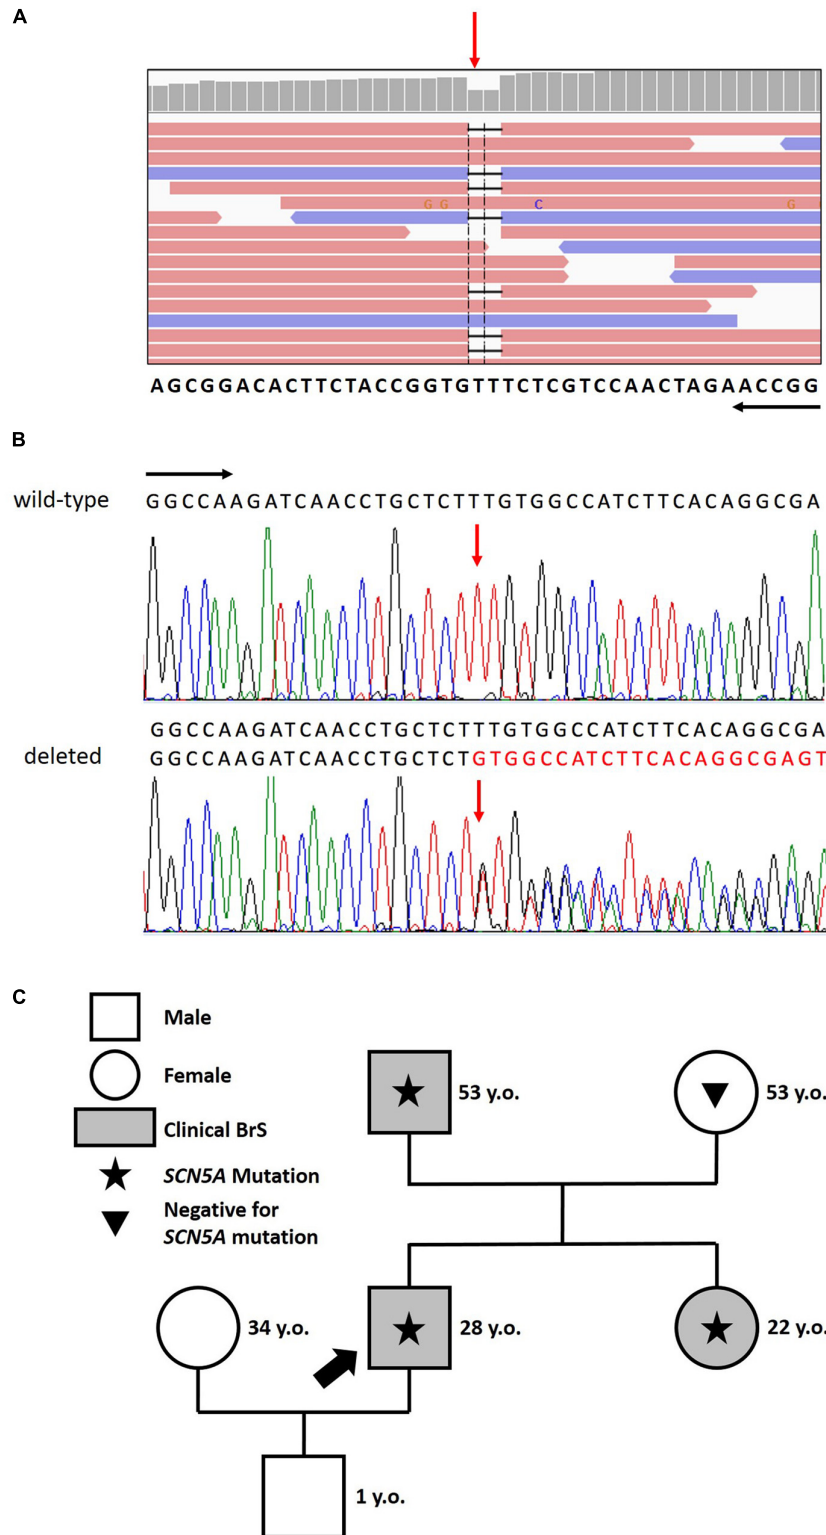 A
G G C G
AGCGGACACTTCTACCGGTGTTTCTCGTCCAACTAGAACCGG
B
wild-type GGCCAAGATCAACCTGCTCTTTGTGGCCATCTTCACAGGCGA
GGCCAAGATCAACCTGCTCTTTGTGGCCATCTTCACAGGCGA
deleted GGCCAAGATCAACCTGCTCTGTGGCCATCTTCACAGGCGAGT
C
Male
Female
Clinical BrS
SCN5A Mutation
Negative for
SCN5A mutation
53 y.o. 53 y.o.
34 y.o. 28 y.o. 22 y.o.
1 y.o.